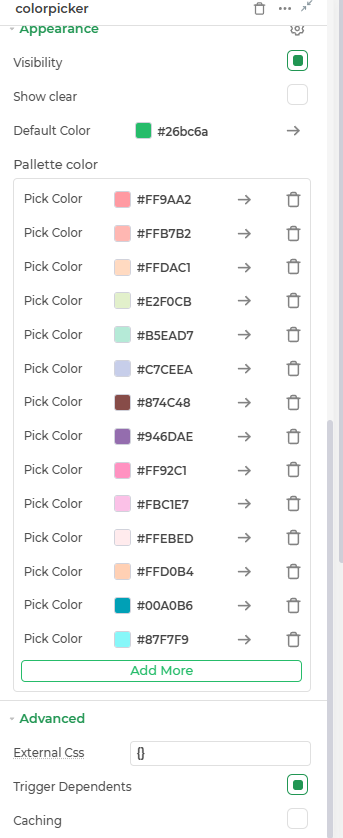 colorpicker
Appearance
Visibility
Show clear
Default Color #26bc6a
Pallette color
Pick Color #FF9AA2
Pick Color #FFB7B2
Pick Color #FFDAC1
Pick Color #E2F0CB
Pick Color #B5EAD7
Pick Color #C7CEEA
Pick Color #874C48
Pick Color #946DAE
Pick Color #FF92C1
Pick Color #FBC1E7
Pick Color #FFEBED
Pick Color #FFD0B4
Pick Color #00A0B6
Pick Color #87F7F9
Add More
Advanced
External Css {}
Trigger Dependents
Caching